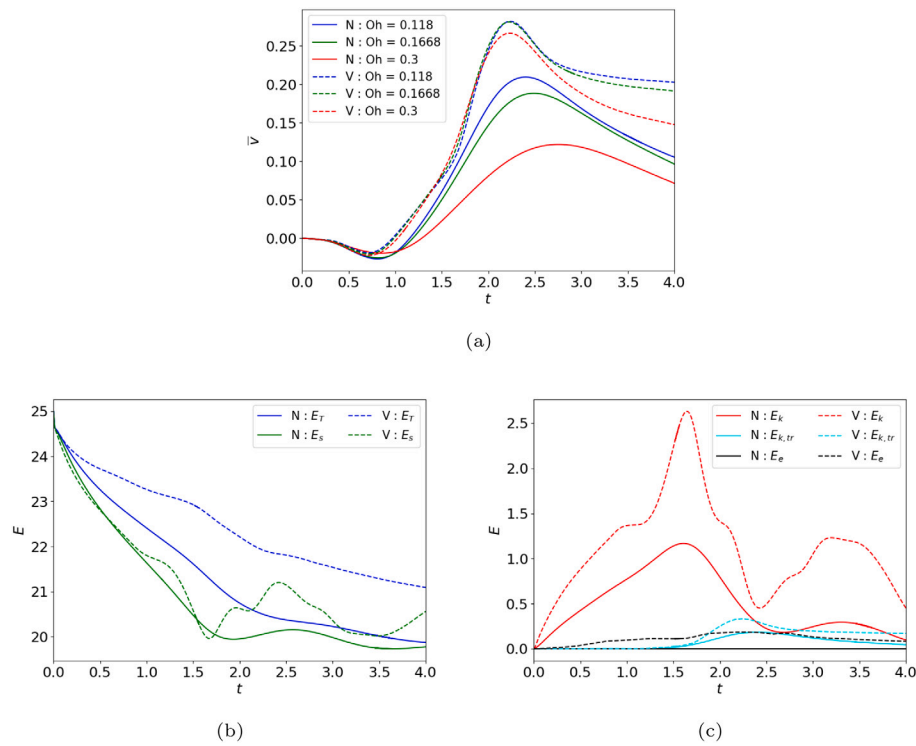 N : Oh = 0.118
N : Oh = 0.1668
N : Oh = 0.3
V : Oh = 0.118
V : Oh = 0.1668
V : Oh = 0.3
0.25
0.20
0.15
0.10
0.05
0.00
v̅
0.0 0.5 1.0 1.5 2.0 2.5 3.0 3.5 4.0
t
(a)
25
24
23
22
21
20
E
N : E_T V : E_T
N : E_s V : E_s
0.0 0.5 1.0 1.5 2.0 2.5 3.0 3.5 4.0
t
(b)
2.5
2.0
1.5
1.0
0.5
0.0
E
N : E_k V : E_k
N : E_{k,tr} V : E_{k,tr}
N : E_e V : E_e
0.0 0.5 1.0 1.5 2.0 2.5 3.0 3.5 4.0
t
(c)